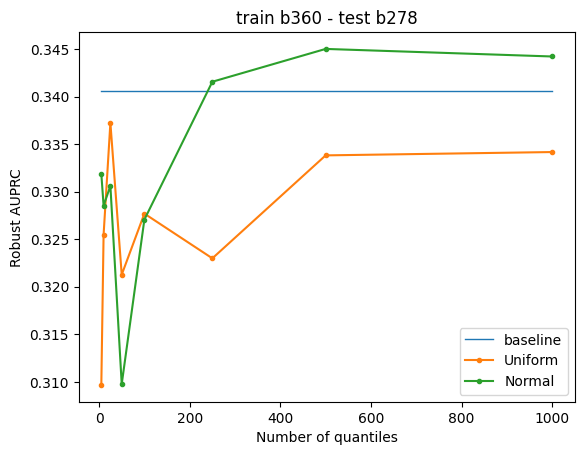 train b360 - test b278
Robust AUPRC
0.345
0.340
0.335
0.330
0.325
0.320
0.315
0.310
0
200
400
600
800
1000
Number of quantiles
baseline
Uniform
Normal